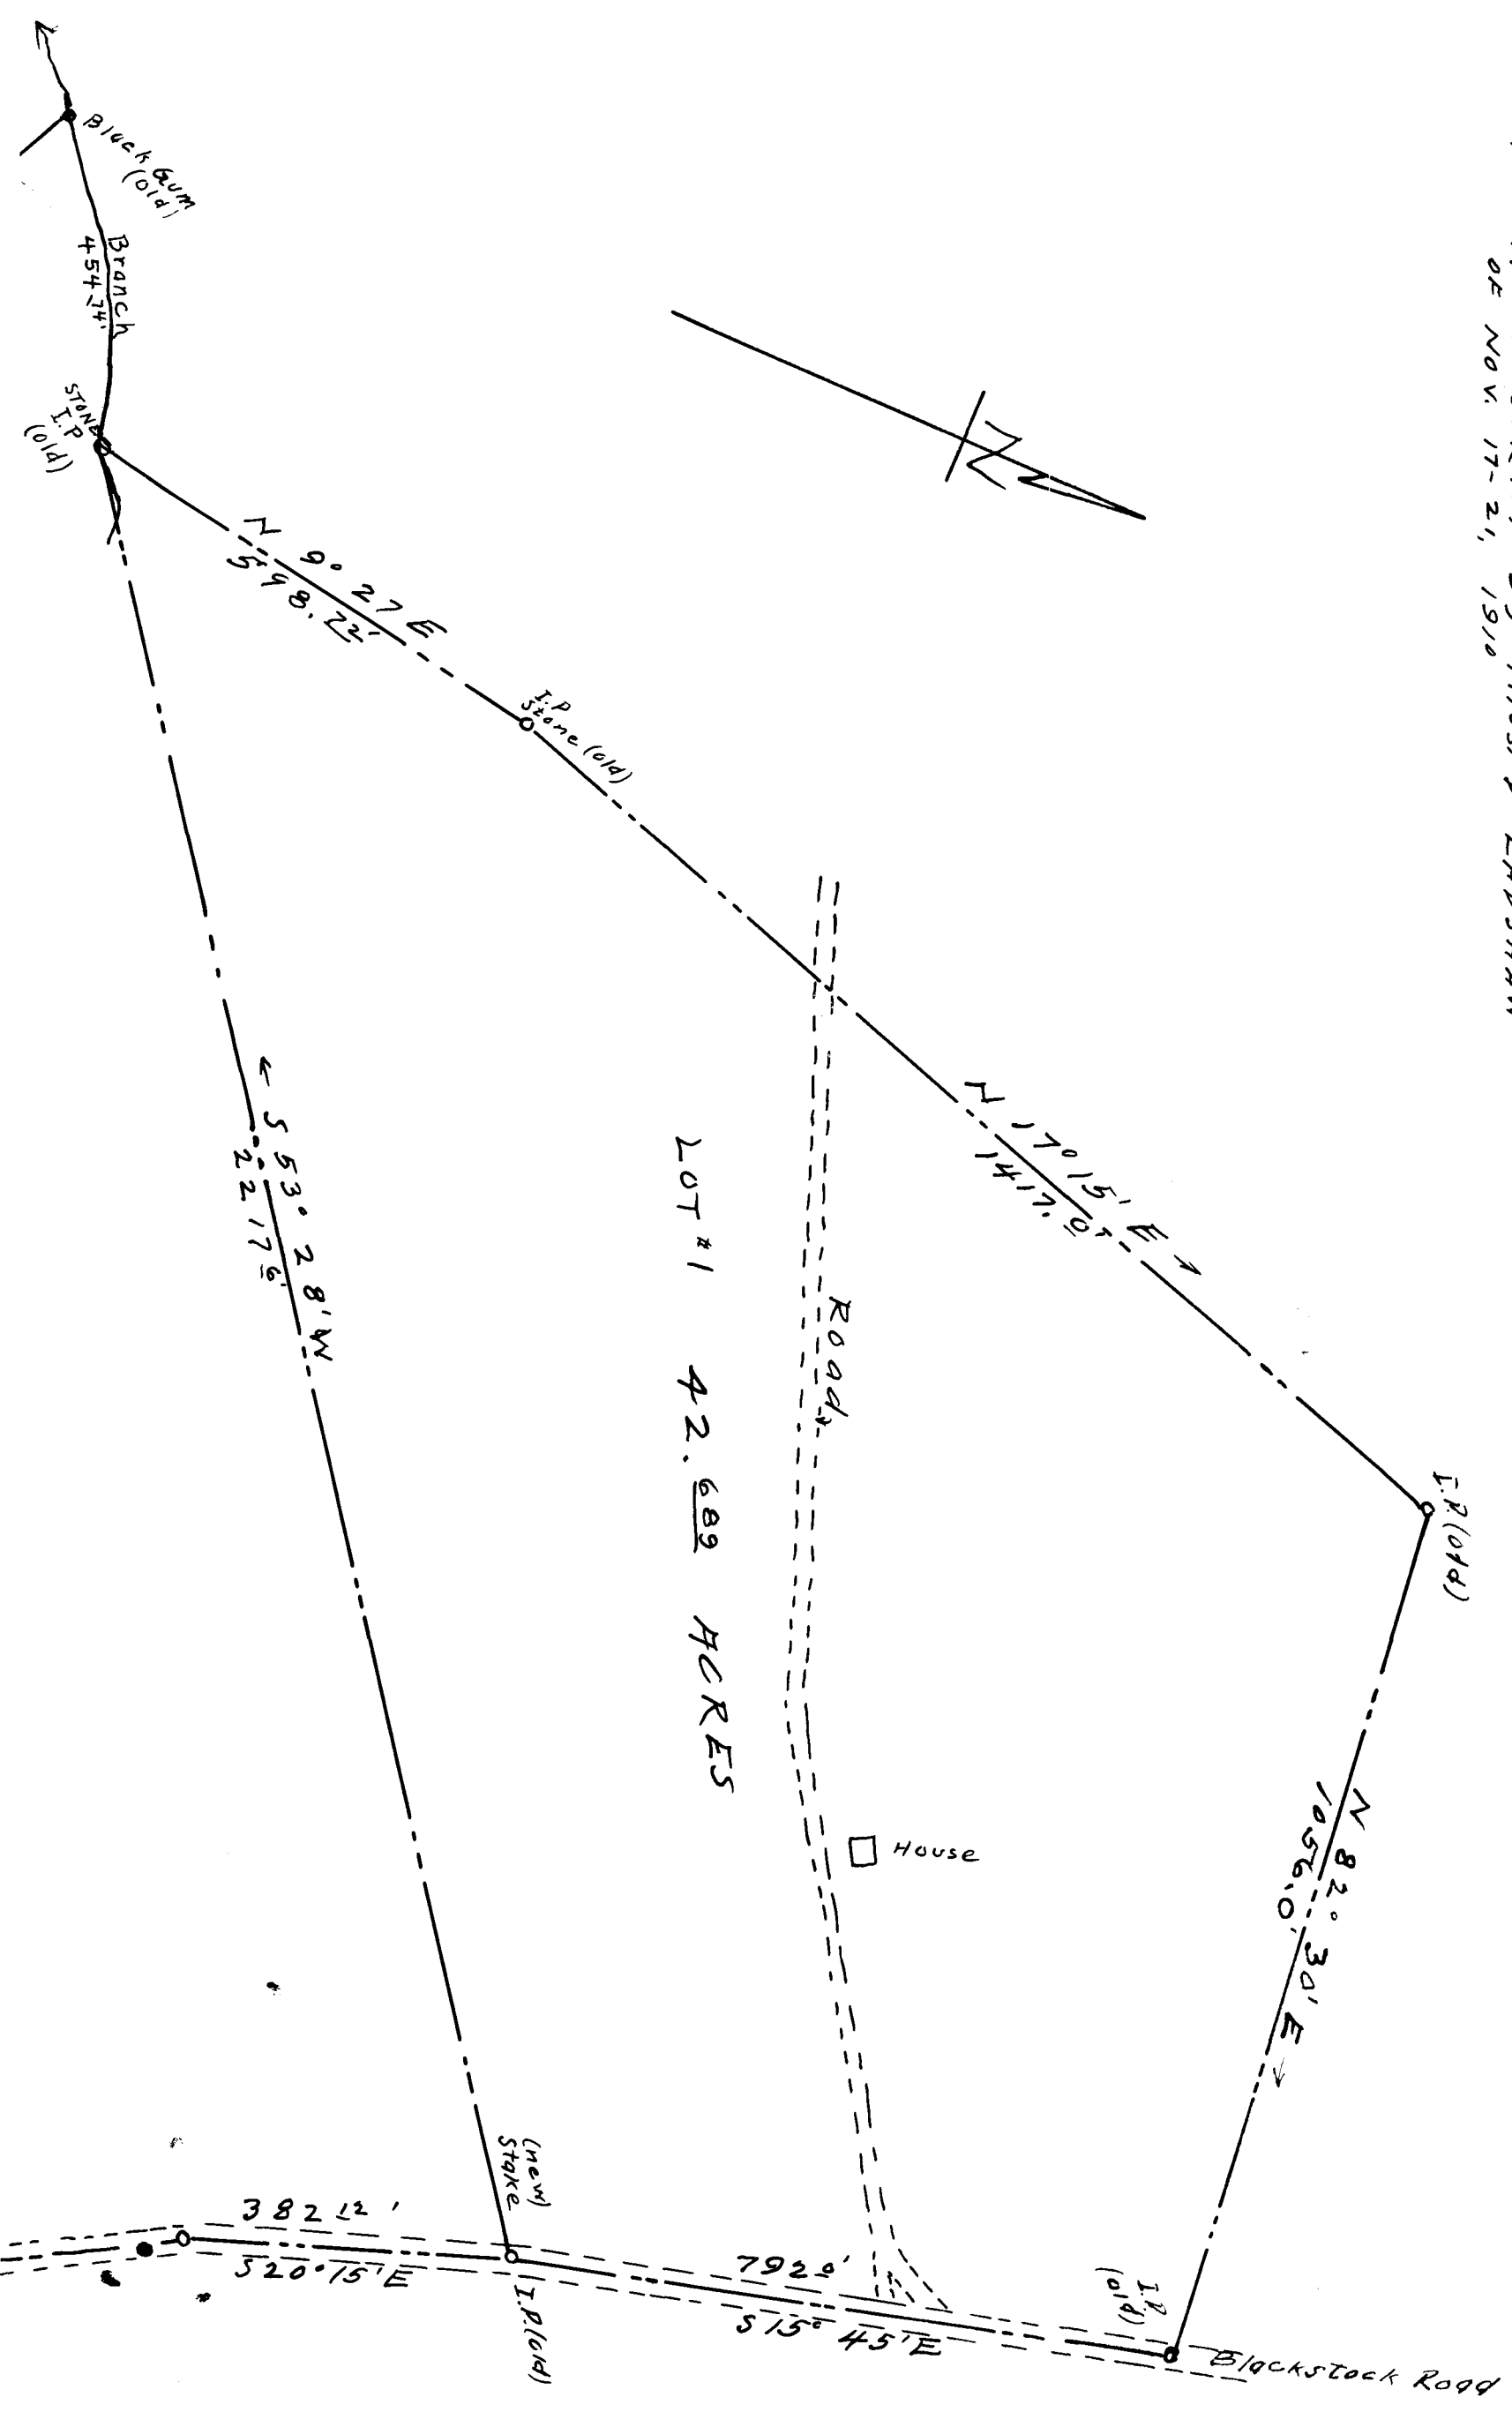 OF NOV. 17-21, 1910
Black Gum
(old)
Branch
454.74'
STONE
I.P
(old)
N 9° 27 E
598.22'
I.P
Stone (old)
N 17° 15' E →
1417.0'
I.P. (old)
N 82° 30' E →
1056.0'
Road
LOT #1 42.689 ACRES
House
← S 53° 28' W
2217.6'
(new)
Stake
I.P. (old)
382.12'
S 20° 15' E
792.0'
S 15° 45' E
I.P.
(old)
Blackstock Road